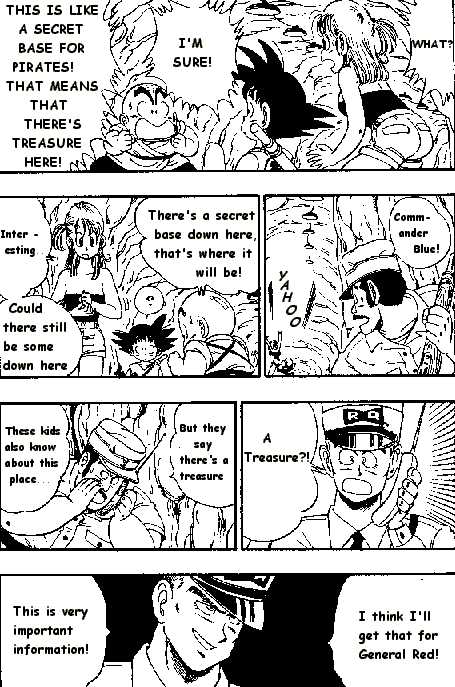 THIS IS LIKE
A SECRET
BASE FOR
PIRATES!
THAT MEANS
THAT
THERE'S
TREASURE
HERE!
I'M
SURE!
WHAT?
Inter -
esting.
Could
there still
be some
down here
There's a secret
base down here,
that's where it
will be!
YAHOO
Comm-
ander
Blue!
These kids
also know
about this
place...
But they
say
there's a
treasure
A
Treasure?!
RR
This is very
important
information!
I think I'll
get that for
General Red!